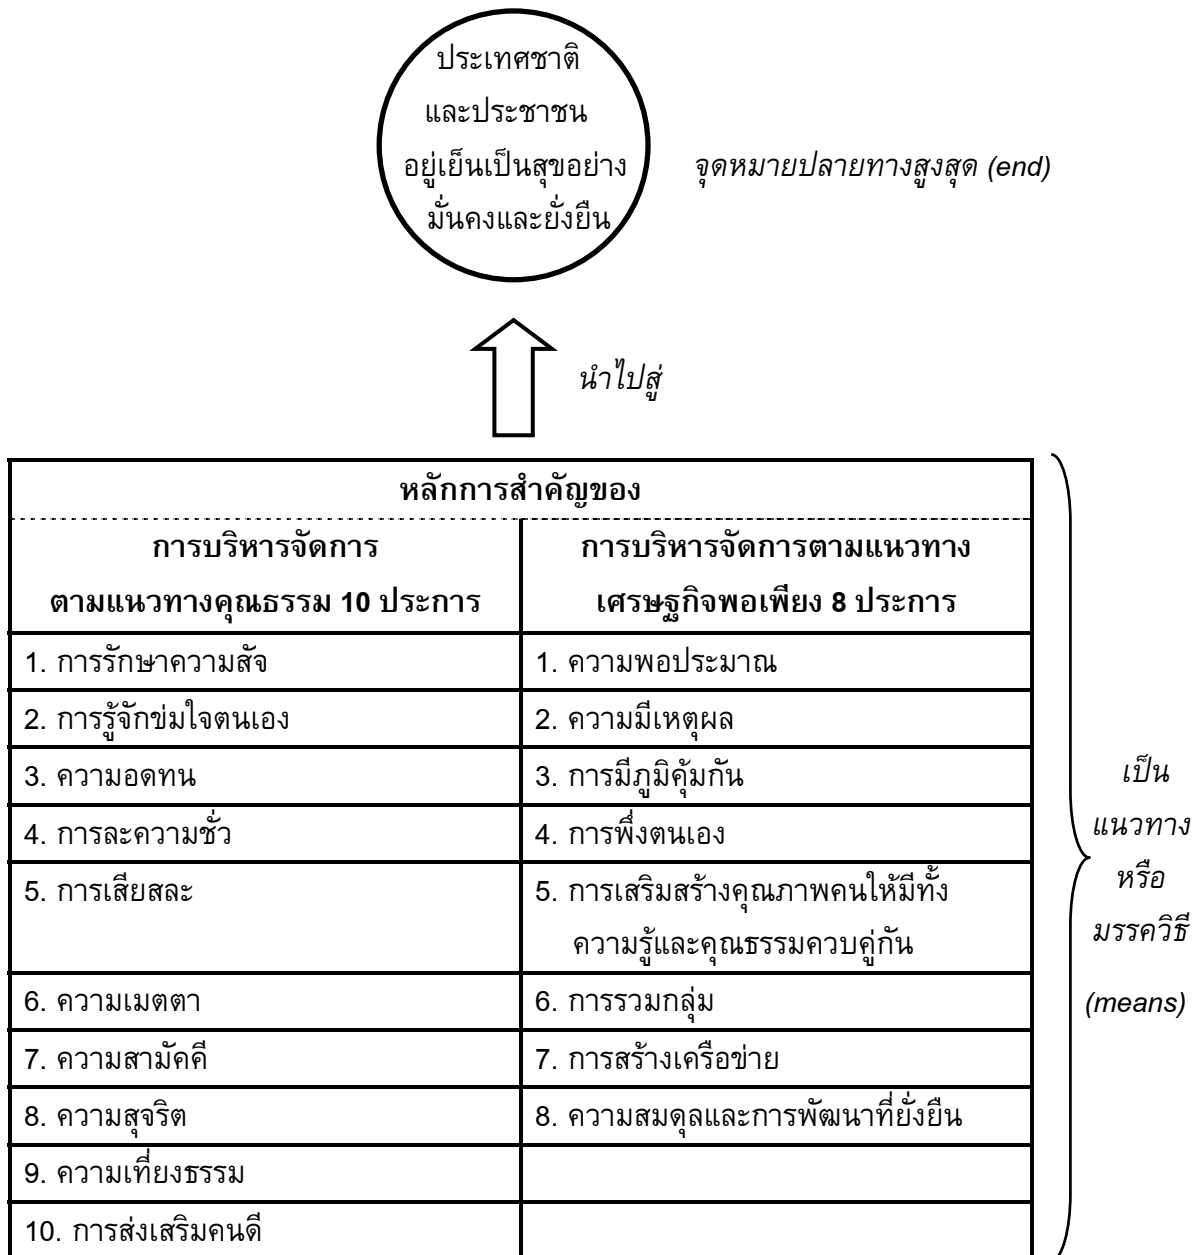 ประเทศชาติ
และประชาชน
อยู่เย็นเป็นสุขอย่าง
มั่นคงและยั่งยืน
จุดหมายปลายทางสูงสุด (end)
นำไปสู่
หลักการสำคัญของ
การบริหารจัดการ
ตามแนวทางคุณธรรม 10 ประการ
การบริหารจัดการตามแนวทาง
เศรษฐกิจพอเพียง 8 ประการ
1. การรักษาความสัจ
1. ความพอประมาณ
2. การรู้จักข่มใจตนเอง
2. ความมีเหตุผล
3. ความอดทน
3. การมีภูมิคุ้มกัน
4. การละความชั่ว
4. การพึ่งตนเอง
5. การเสียสละ
5. การเสริมสร้างคุณภาพคนให้มีทั้ง
ความรู้และคุณธรรมควบคู่กัน
6. ความเมตตา
6. การรวมกลุ่ม
7. ความสามัคคี
7. การสร้างเครือข่าย
8. ความสุจริต
8. ความสมดุลและการพัฒนาที่ยั่งยืน
9. ความเที่ยงธรรม
10. การส่งเสริมคนดี
เป็น
แนวทาง
หรือ
มรรควิธี
(means)